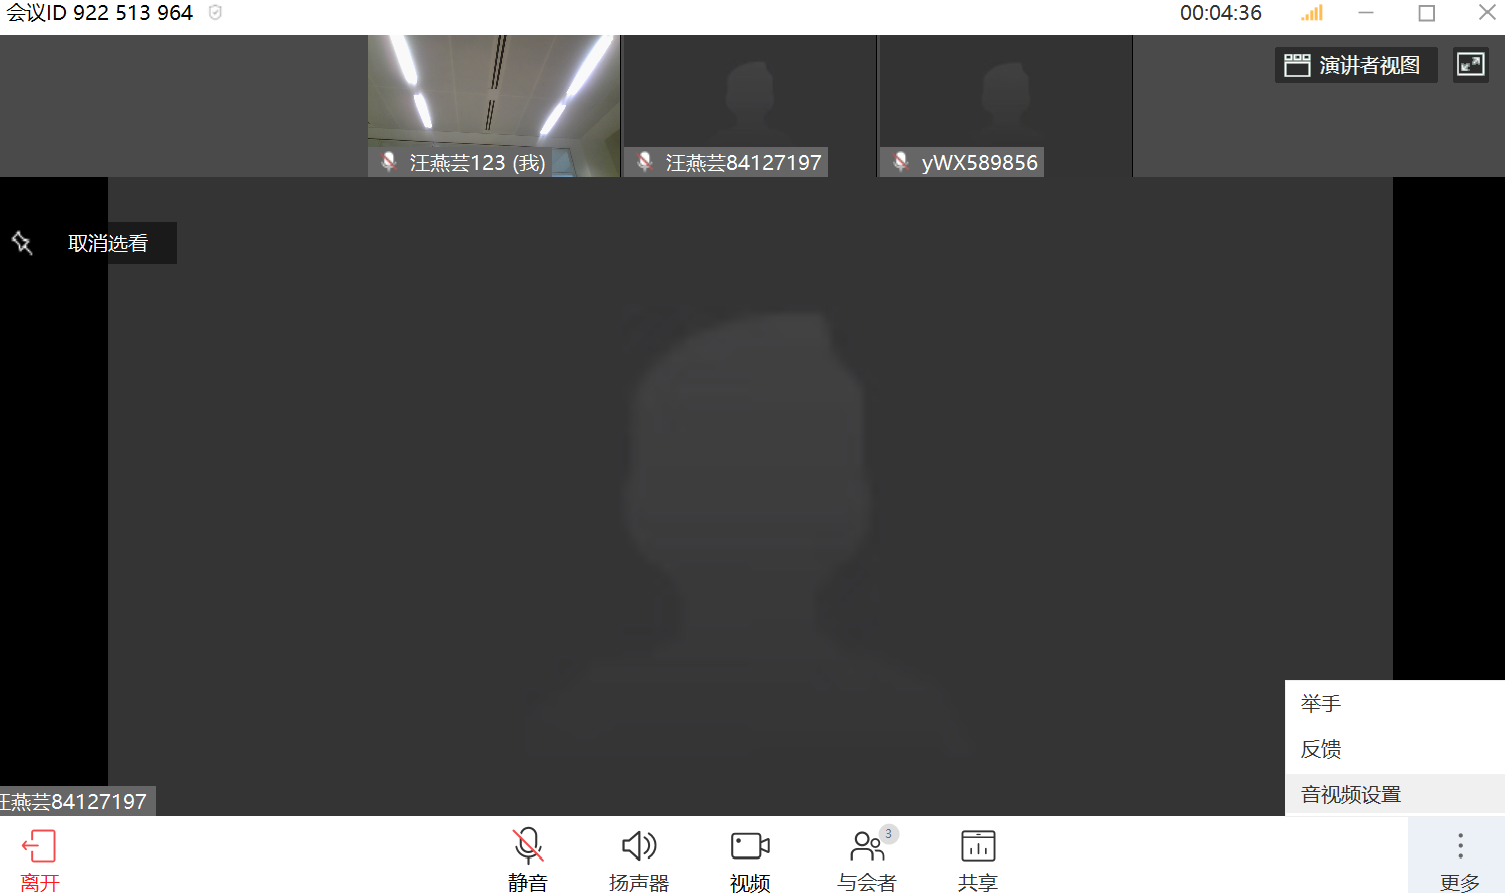 会议ID 922 513 964
00:04:36
演讲者视图
汪燕芸123 (我)
汪燕芸84127197
yWX589856
取消选看
举手
反馈
音视频设置
汪燕芸84127197
离开
静音
扬声器
视频
与会者
3
共享
更多